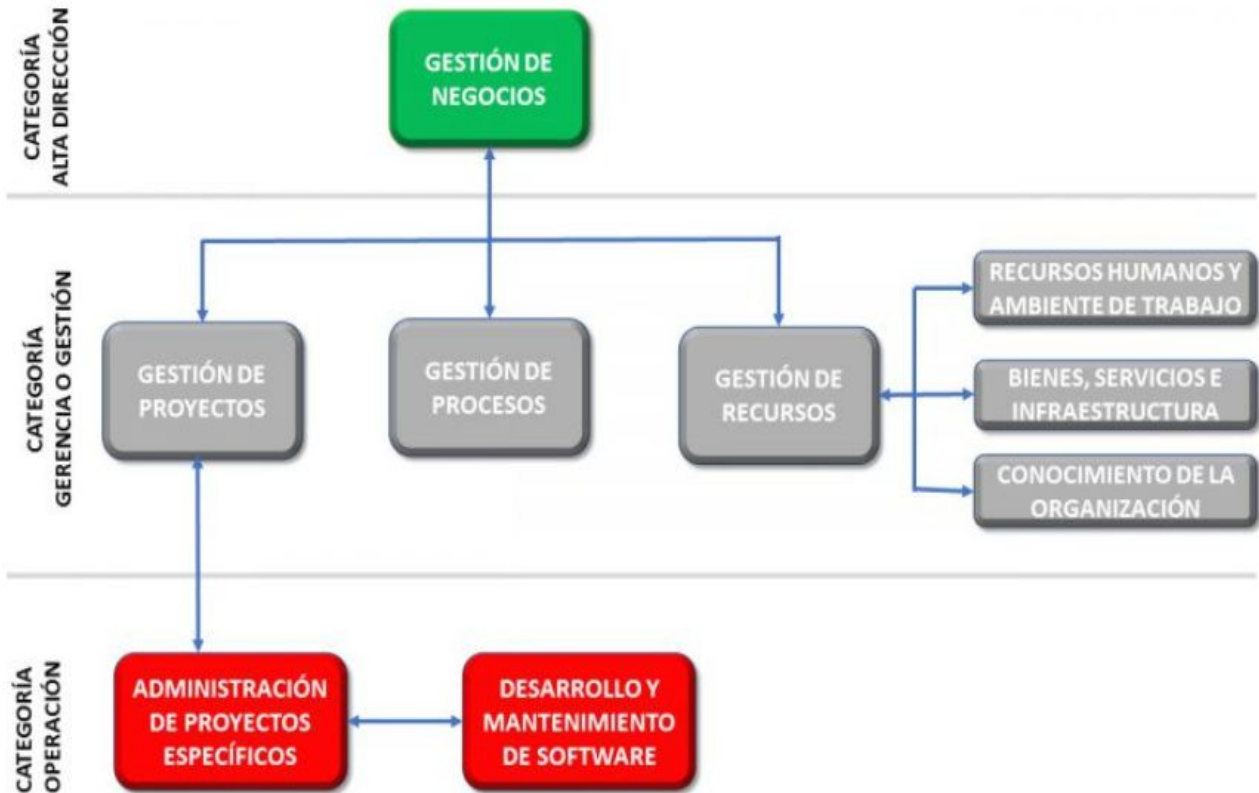 CATEGORÍA
ALTA DIRECCIÓN
GESTIÓN DE
NEGOCIOS
CATEGORÍA
GERENCIA O GESTIÓN
GESTIÓN DE
PROYECTOS
GESTIÓN DE
PROCESOS
GESTIÓN DE
RECURSOS
RECURSOS HUMANOS Y
AMBIENTE DE TRABAJO
BIENES, SERVICIOS E
INFRAESTRUCTURA
CONOCIMIENTO DE LA
ORGANIZACIÓN
CATEGORÍA
OPERACIÓN
ADMINISTRACIÓN
DE PROYECTOS
ESPECÍFICOS
DESARROLLO Y
MANTENIMIENTO
DE SOFTWARE